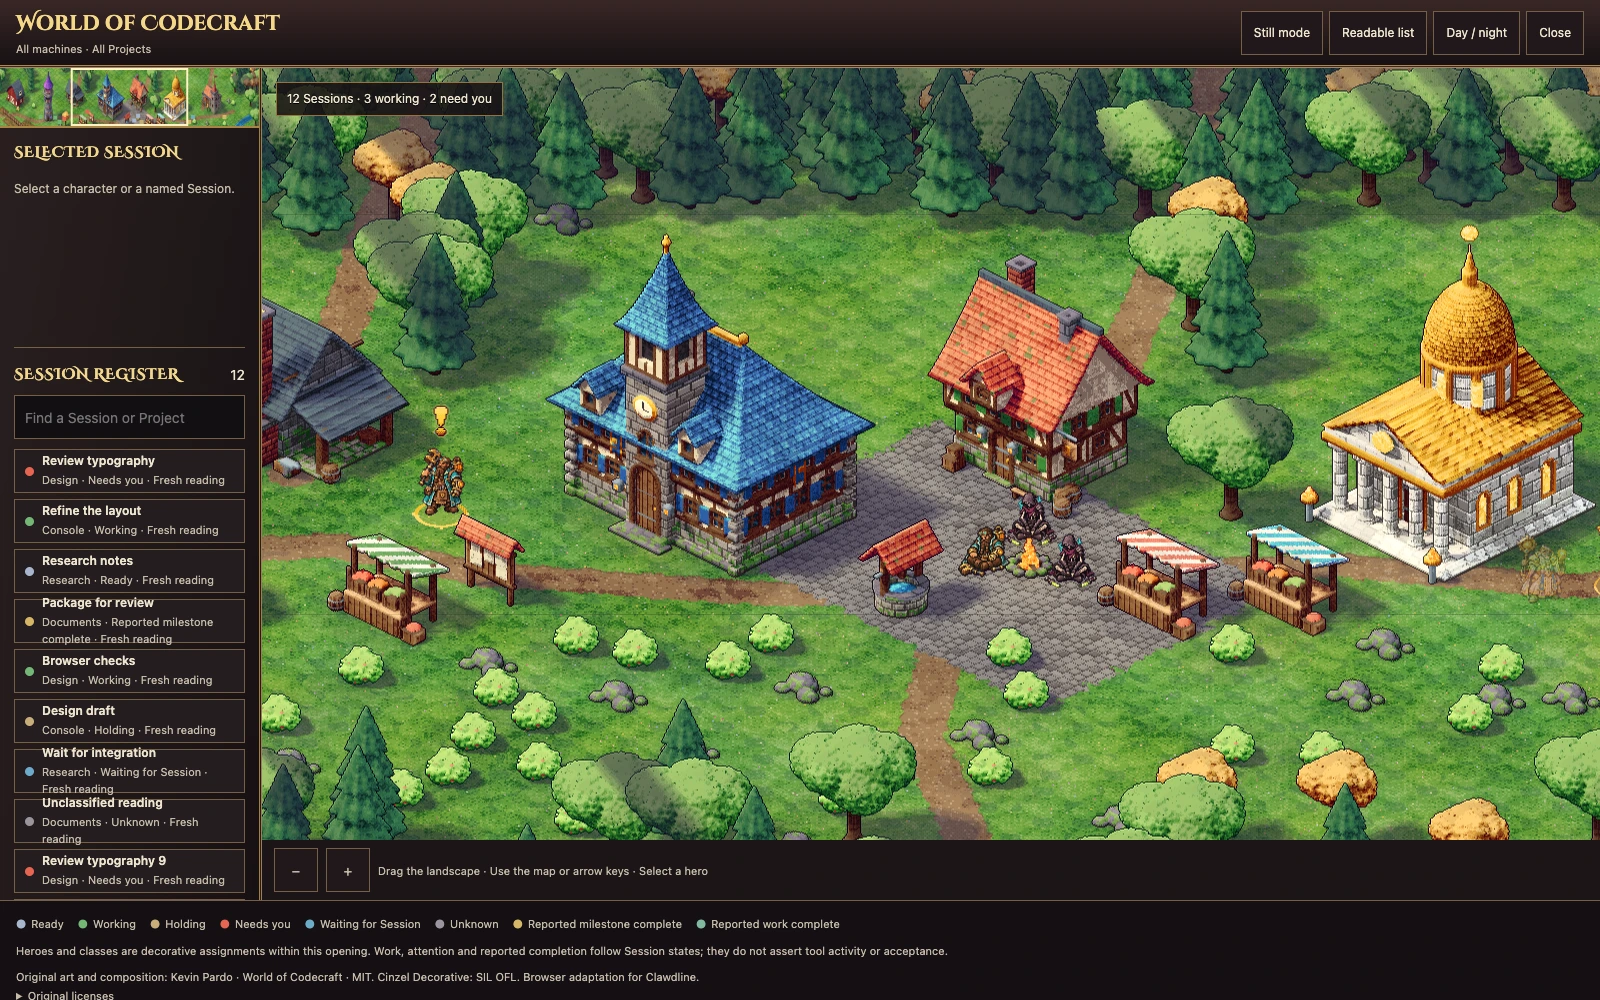 World of Codecraft
All machines · All Projects
Still mode
Readable list
Day / night
Close
12 Sessions · 3 working · 2 need you
Selected Session
Select a character or a named Session.
Session Register
12
Find a Session or Project
Review typography
Design · Needs you · Fresh reading
Refine the layout
Console · Working · Fresh reading
Research notes
Research · Ready · Fresh reading
Package for review
Documents · Reported milestone
complete · Fresh reading
Browser checks
Design · Working · Fresh reading
Design draft
Console · Holding · Fresh reading
Wait for integration
Research · Waiting for Session ·
Fresh reading
Unclassified reading
Documents · Unknown · Fresh
reading
Review typography 9
Design · Needs you · Fresh reading
− + Drag the landscape · Use the map or arrow keys · Select a hero
Ready Working Holding Needs you Waiting for Session Unknown Reported milestone complete Reported work complete
Heroes and classes are decorative assignments within this opening. Work, attention and reported completion follow Session states; they do not assert tool activity or acceptance.
Original art and composition: Kevin Pardo · World of Codecraft · MIT. Cinzel Decorative: SIL OFL. Browser adaptation for Clawdline.
Original licenses